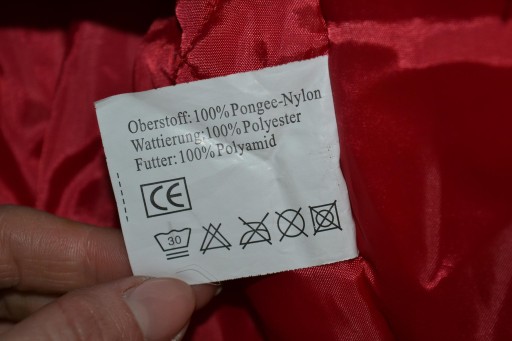 Oberstoff: 100% Pongee-Nylon
Wattierung: 100% Polyester
Futter: 100% Polyamid
CE
30